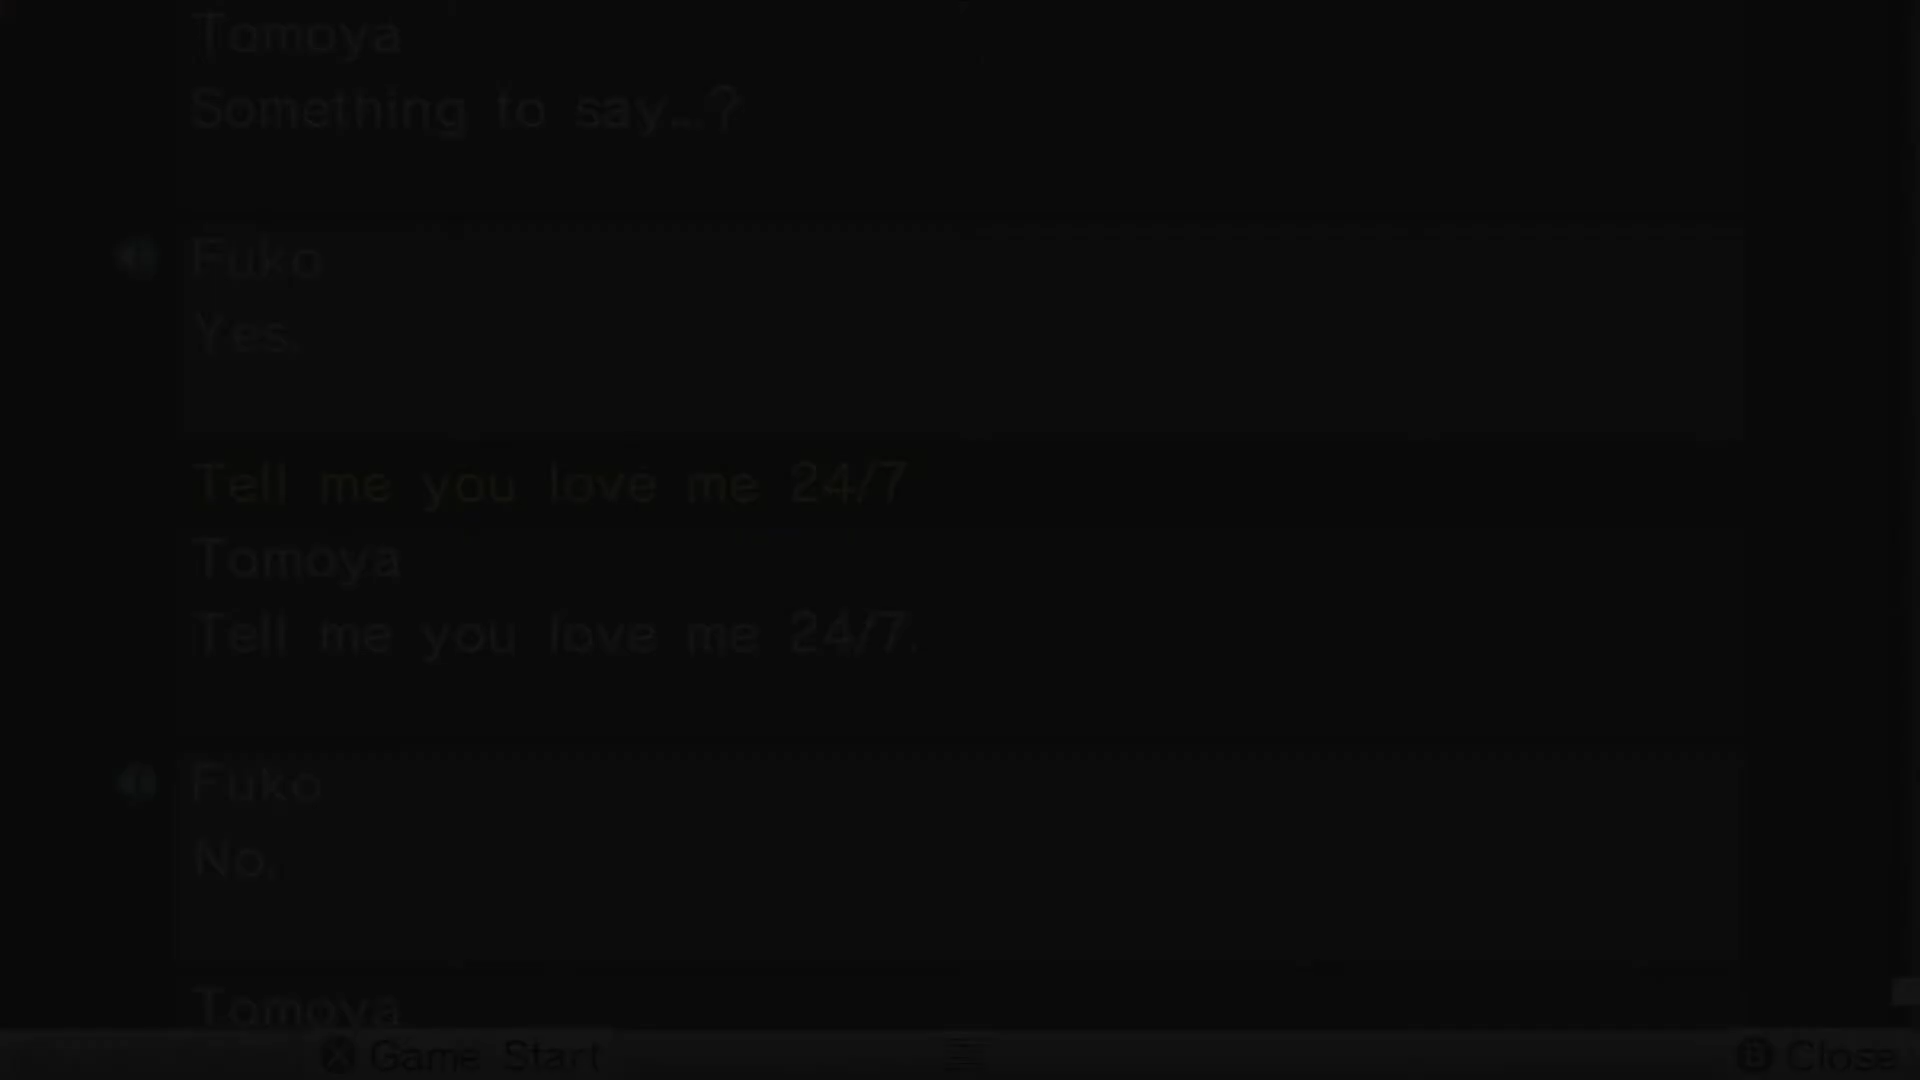 Tomoya
Something to say...?
Fuko
Yes.
Tell me you love me 24/7
Tomoya
Tell me you love me 24/7.
Fuko
No.
Tomoya
X Game Start
B Close